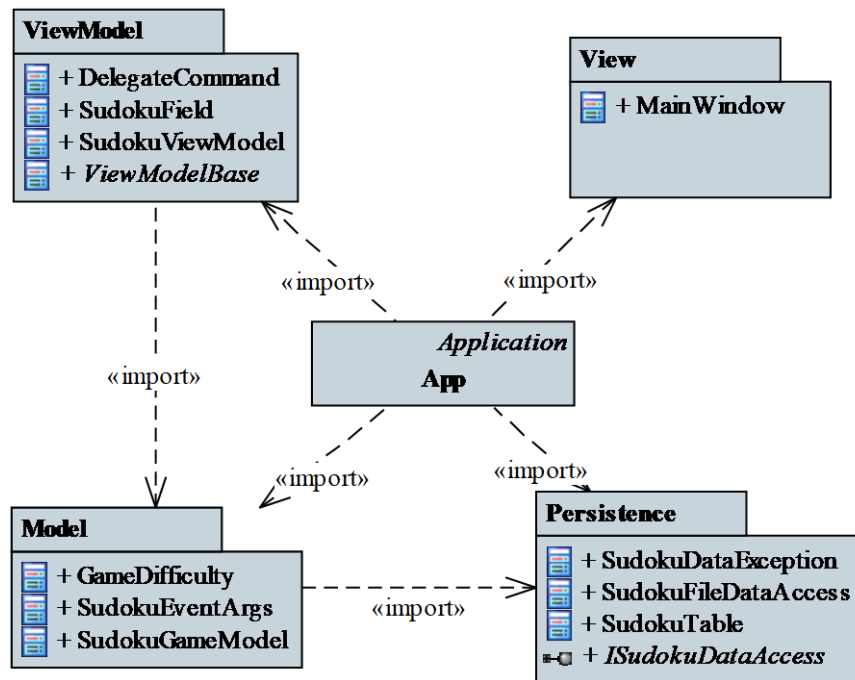 ViewModel
+ DelegateCommand
+ SudokuField
+ SudokuViewModel
+ ViewModelBase
View
+ MainWindow
«import»
«import»
Application
App
«import»
«import»
«import»
Model
+ GameDifficulty
+ SudokuEventArgs
+ SudokuGameModel
«import»
Persistence
+ SudokuDataException
+ SudokuFileDataAccess
+ SudokuTable
+ ISudokuDataAccess